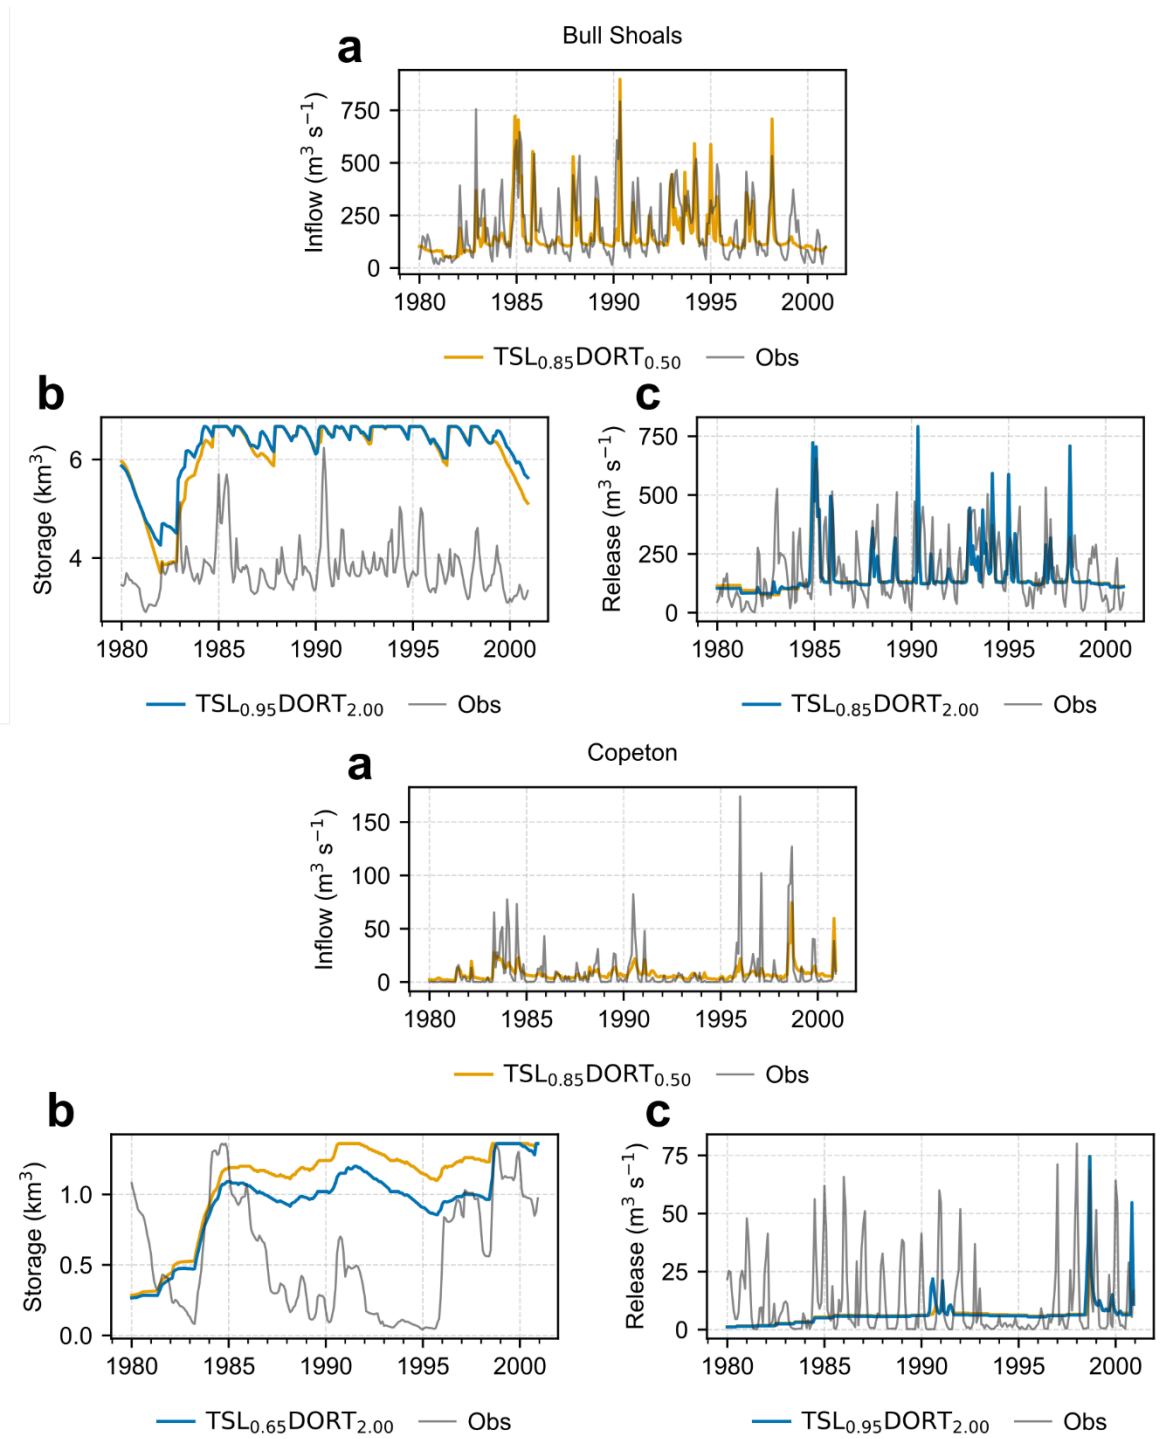 Bull Shoals
a
Inflow (m³ s⁻¹)
750
500
250
0
1980 1985 1990 1995 2000
TSL₀.₈₅DORT₀.₅₀ Obs
b
Storage (km³)
6
4
1980 1985 1990 1995 2000
TSL₀.₉₅DORT₂.₀₀ Obs
c
Release (m³ s⁻¹)
750
500
250
0
1980 1985 1990 1995 2000
TSL₀.₈₅DORT₂.₀₀ Obs
Copeton
a
Inflow (m³ s⁻¹)
150
100
50
0
1980 1985 1990 1995 2000
TSL₀.₈₅DORT₀.₅₀ Obs
b
Storage (km³)
1.0
0.5
0.0
1980 1985 1990 1995 2000
TSL₀.₆₅DORT₂.₀₀ Obs
c
Release (m³ s⁻¹)
75
50
25
0
1980 1985 1990 1995 2000
TSL₀.₉₅DORT₂.₀₀ Obs